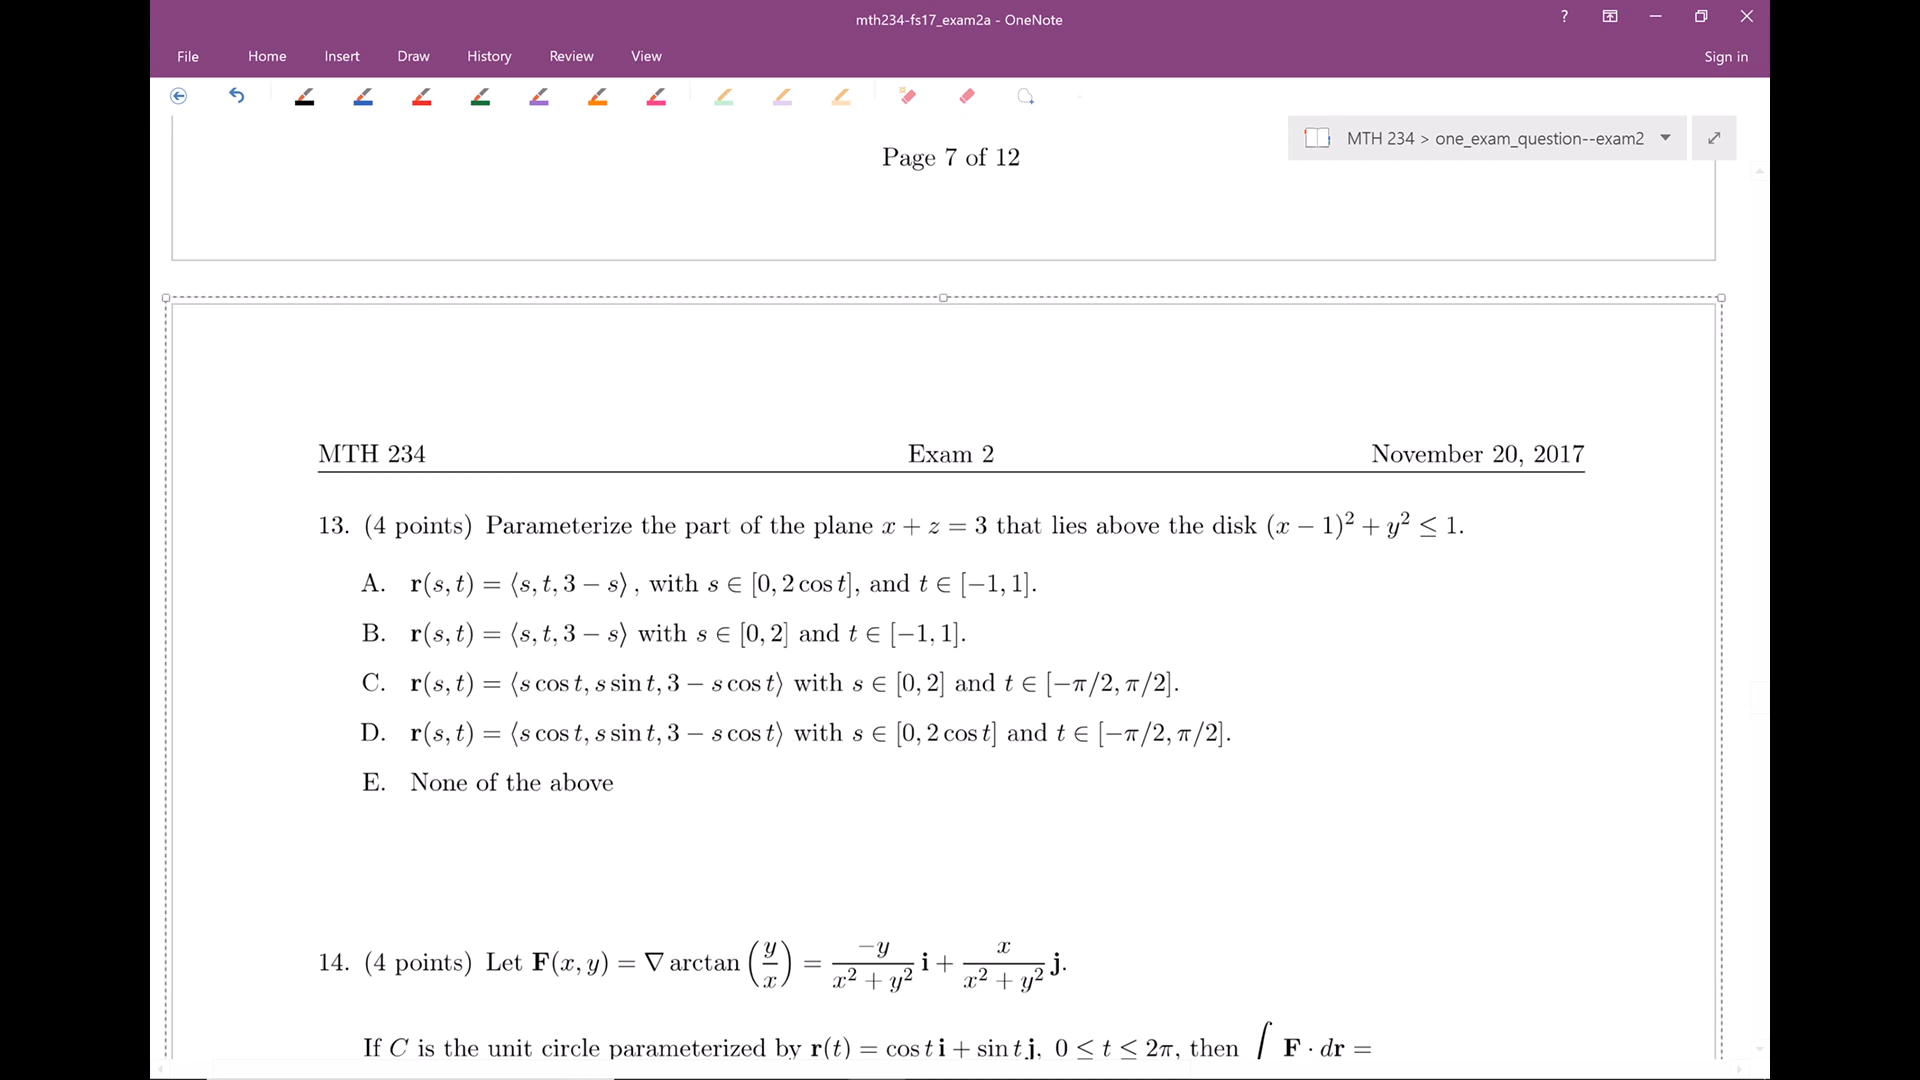 mth234-fs17_exam2a - OneNote
?
File Home Insert Draw History Review View Sign in
MTH 234 > one_exam_question--exam2
Page 7 of 12
MTH 234 Exam 2 November 20, 2017
13. (4 points) Parameterize the part of the plane x + z = 3 that lies above the disk (x − 1)² + y² ≤ 1.
A. r(s, t) = ⟨s, t, 3 − s⟩, with s ∈ [0, 2 cos t], and t ∈ [−1, 1].
B. r(s, t) = ⟨s, t, 3 − s⟩ with s ∈ [0, 2] and t ∈ [−1, 1].
C. r(s, t) = ⟨s cos t, s sin t, 3 − s cos t⟩ with s ∈ [0, 2] and t ∈ [−π/2, π/2].
D. r(s, t) = ⟨s cos t, s sin t, 3 − s cos t⟩ with s ∈ [0, 2 cos t] and t ∈ [−π/2, π/2].
E. None of the above
14. (4 points) Let F(x, y) = ∇ arctan (y/x) = −y/(x² + y²) i + x/(x² + y²) j.
If C is the unit circle parameterized by r(t) = cos t i + sin t j, 0 ≤ t ≤ 2π, then ∫ F · dr =